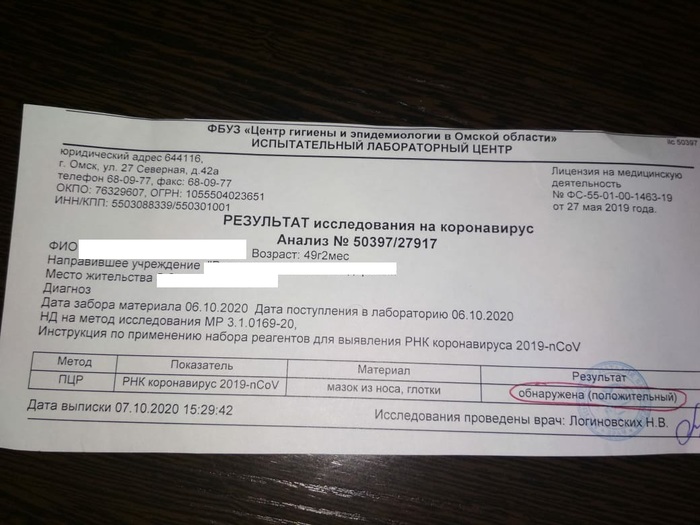 ФБУЗ «Центр гигиены и эпидемиологии в Омской области»
ИСПЫТАТЕЛЬНЫЙ ЛАБОРАТОРНЫЙ ЦЕНТР
lic 50397
юридический адрес 644116,
г. Омск, ул. 27 Северная, д.42а
телефон 68-09-77, факс: 68-09-77
ОКПО: 76329607, ОГРН: 1055504023651
ИНН/КПП: 5503088339/550301001
Лицензия на медицинскую
деятельность
№ ФС-55-01-00-1463-19
от 27 мая 2019 года.
РЕЗУЛЬТАТ исследования на коронавирус
Анализ № 50397/27917
ФИО Возраст: 49г2мес
Направившее учреждение
Место жительства
Диагноз
Дата забора материала 06.10.2020 Дата поступления в лабораторию 06.10.2020
НД на метод исследования МР 3.1.0169-20,
Инструкция по применению набора реагентов для выявления РНК коронавируса 2019-nCoV
Метод Показатель Материал Результат
ПЦР РНК коронавирус 2019-nCoV мазок из носа, глотки обнаружена (положительный)
Дата выписки 07.10.2020 15:29:42 Исследования проведены врач: Логиновских Н.В.